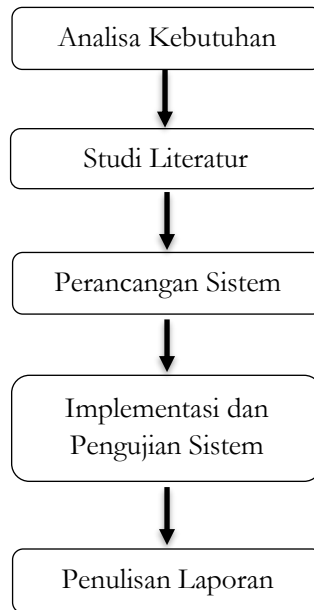 Analisa Kebutuhan
Studi Literatur
Perancangan Sistem
Implementasi dan
Pengujian Sistem
Penulisan Laporan